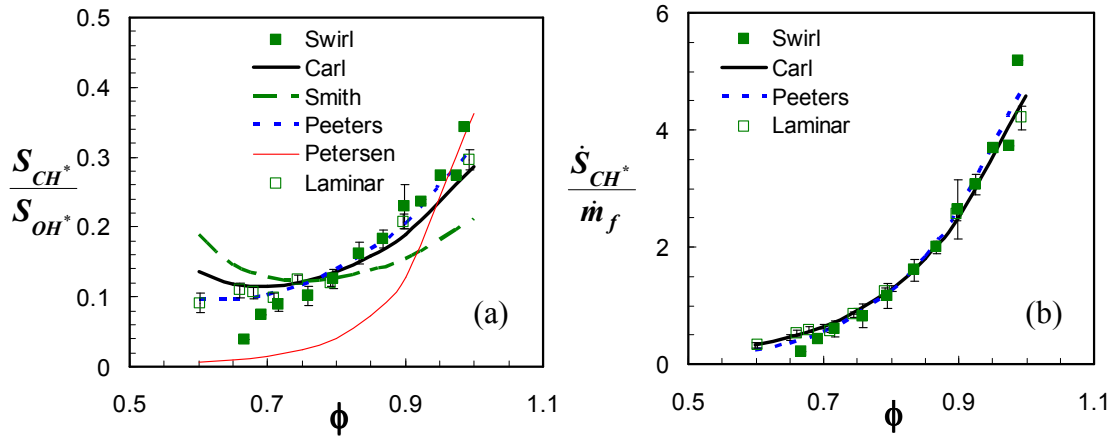 0.5
0.4
0.3
0.2
0.1
0
0.5
0.7
0.9
1.1
S_CH*
S_OH*
ϕ
Swirl
Carl
Smith
Peeters
Petersen
Laminar
(a)
6
4
2
0
0.5
0.7
0.9
1.1
Ṡ_CH*
ṁ_f
ϕ
Swirl
Carl
Peeters
Laminar
(b)